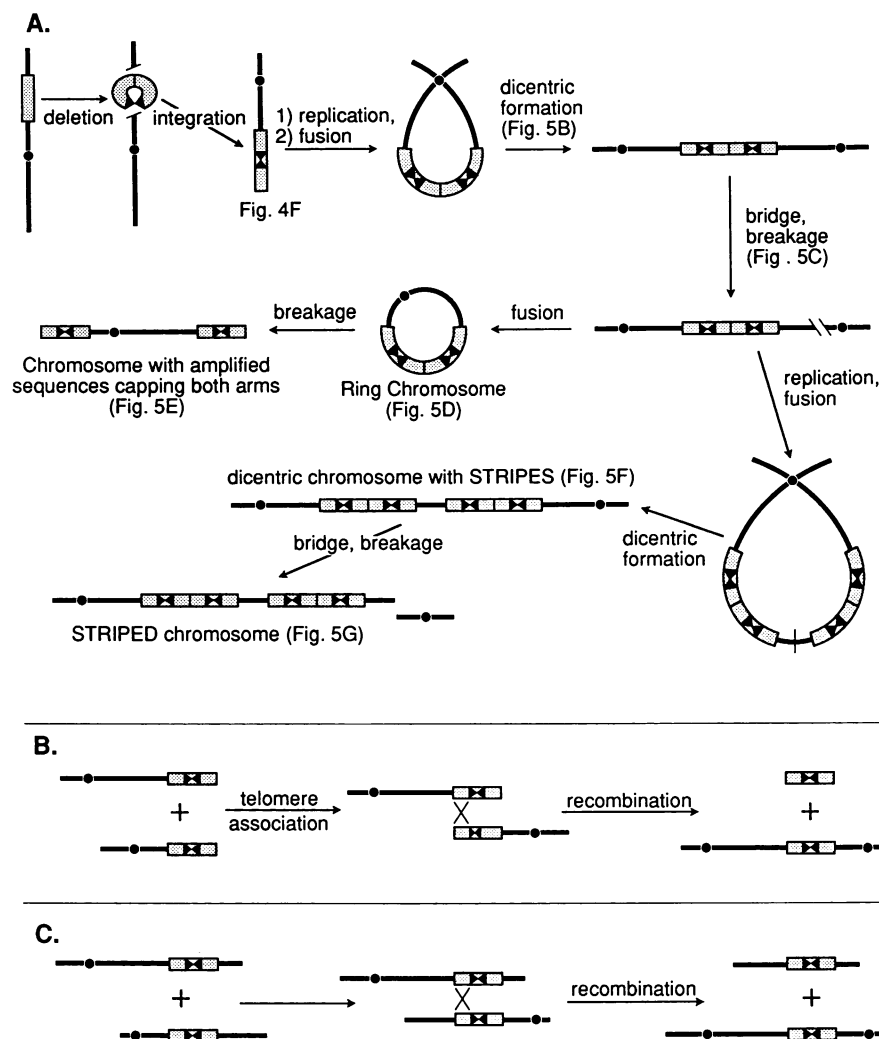 A.
deletion
integration
Fig. 4F
1) replication,
2) fusion
dicentric
formation
(Fig. 5B)
bridge,
breakage
(Fig . 5C)
breakage
fusion
Chromosome with amplified
sequences capping both arms
(Fig. 5E)
Ring Chromosome
(Fig. 5D)
replication,
fusion
dicentric chromosome with STRIPES (Fig. 5F)
dicentric
formation
bridge, breakage
STRIPED chromosome (Fig. 5G)
B.
+
telomere
association
recombination
+
C.
+
recombination
+